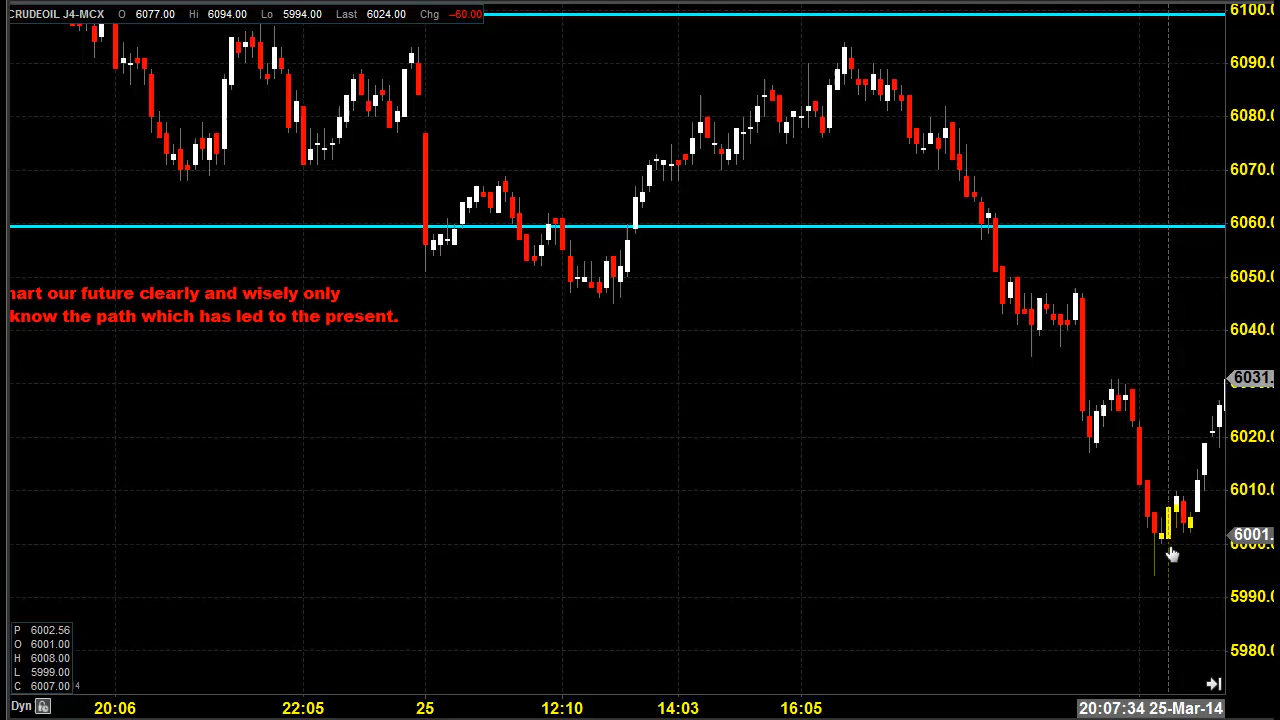 CRUDEOIL J4-MCX O 6077.00 Hi 6094.00 Lo 5994.00 Last 6024.00 Chg -60.00
6100.0
6090.0
6080.0
6070.0
6060.0
6050.0
hart our future clearly and wisely only
know the path which has led to the present.
6040.0
6031.
6020.0
6010.0
6001.
5990.0
5980.0
P 6002.56
O 6001.00
H 6008.00
L 5999.00
C 6007.00
Dyn 20:06 22:05 25 12:10 14:03 16:05 20:07:34 25-Mar-14